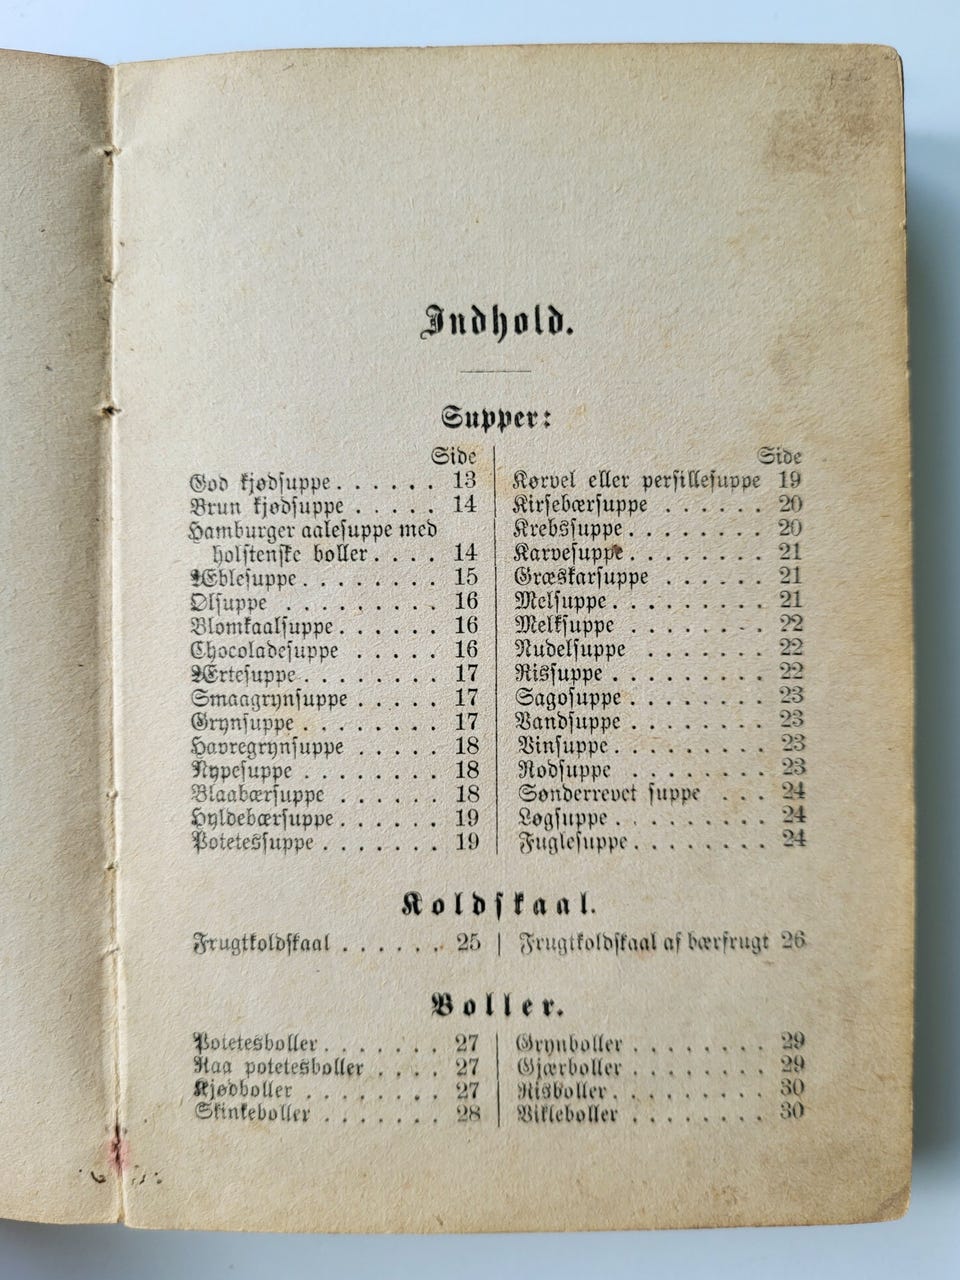 Indhold.
Supper:
Side
God kjødsuppe . . . . . . 13
Brun kjødsuppe . . . . . 14
Hamburger aalesuppe med
holstenske boller . . . . 14
Æblesuppe . . . . . . . . 15
Ølsuppe . . . . . . . . . 16
Blomkaalsuppe . . . . . . 16
Chocoladesuppe . . . . . 16
Ærtesuppe . . . . . . . . 17
Smaagrynsuppe . . . . . 17
Grynsuppe . . . . . . . . 17
Havregrynsuppe . . . . . 18
Nypesuppe . . . . . . . . 18
Blaabærsuppe . . . . . . 18
Hyldebærsuppe . . . . . . 19
Potetessuppe . . . . . . . 19
Side
Kørvel eller persillesuppe 19
Kirsebærsuppe . . . . . . 20
Krebssuppe . . . . . . . . 20
Karvesuppe . . . . . . . . 21
Græskarsuppe . . . . . . 21
Melsuppe . . . . . . . . . 21
Melksuppe . . . . . . . . 22
Nudelsuppe . . . . . . . 22
Rissuppe . . . . . . . . . 22
Sagosuppe . . . . . . . . 23
Vandsuppe . . . . . . . . 23
Vinsuppe . . . . . . . . . 23
Rodsuppe . . . . . . . . 23
Sønderrevet suppe . . . 24
Løgsuppe . . . . . . . . . 24
Fuglesuppe . . . . . . . . 24
Koldskaal.
Frugtkoldskaal . . . . . . 25
Frugtkoldskaal af bærfrugt 26
Boller.
Potetesboller . . . . . . . 27
Raa potetesboller . . . . 27
Kjødboller . . . . . . . . 27
Skinkeboller . . . . . . . 28
Grynboller . . . . . . . . 29
Gjærboller . . . . . . . . 29
Risboller . . . . . . . . . 30
Vikleboller . . . . . . . . 30